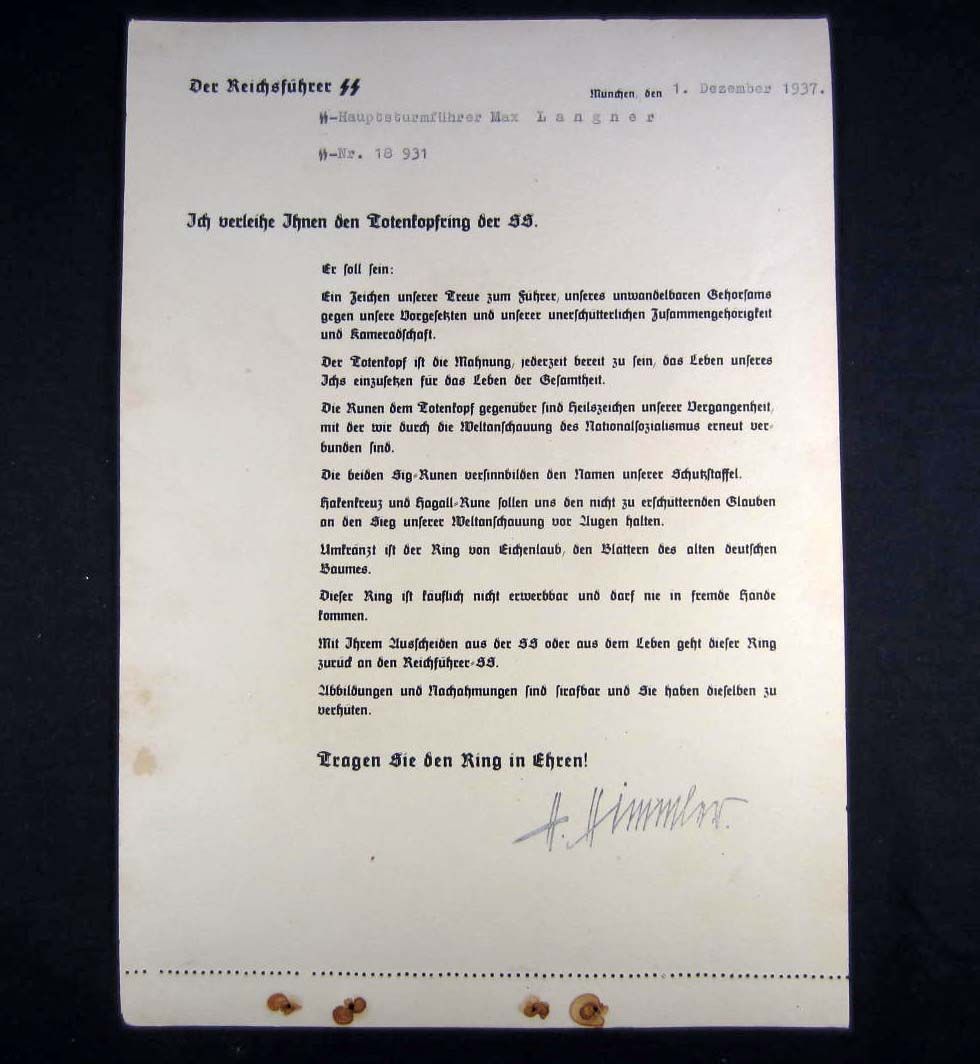 Der Reichsführer SS
München, den 1. Dezember 1937.
SS-Hauptsturmführer Max Langner
SS-Nr. 18 931
Ich verleihe Ihnen den Totenkopfring der SS.
Er soll sein:
Ein Zeichen unserer Treue zum Führer, unseres unwandelbaren Gehorsams
gegen unsere Vorgesetzten und unserer unerschütterlichen Zusammengehörigkeit
und Kameradschaft.
Der Totenkopf ist die Mahnung, jederzeit bereit zu sein, das Leben unseres
Ichs einzusetzen für das Leben der Gesamtheit.
Die Runen dem Totenkopf gegenüber sind Heilszeichen unserer Vergangenheit,
mit der wir durch die Weltanschauung des Nationalsozialismus erneut ver-
bunden sind.
Die beiden Sig-Runen versinnbilden den Namen unserer Schutzstaffel.
Hakenkreuz und Hagall-Rune sollen uns den nicht zu erschütternden Glauben
an den Sieg unserer Weltanschauung vor Augen halten.
Umkränzt ist der Ring von Eichenlaub, den Blättern des alten deutschen
Baumes.
Dieser Ring ist käuflich nicht erwerbbar und darf nie in fremde Hände
kommen.
Mit Ihrem Ausscheiden aus der SS oder aus dem Leben geht dieser Ring
zurück an den Reichführer-SS.
Abbildungen und Nachahmungen sind strafbar und Sie haben dieselben zu
verhüten.
Tragen Sie den Ring in Ehren!
H. Himmler.